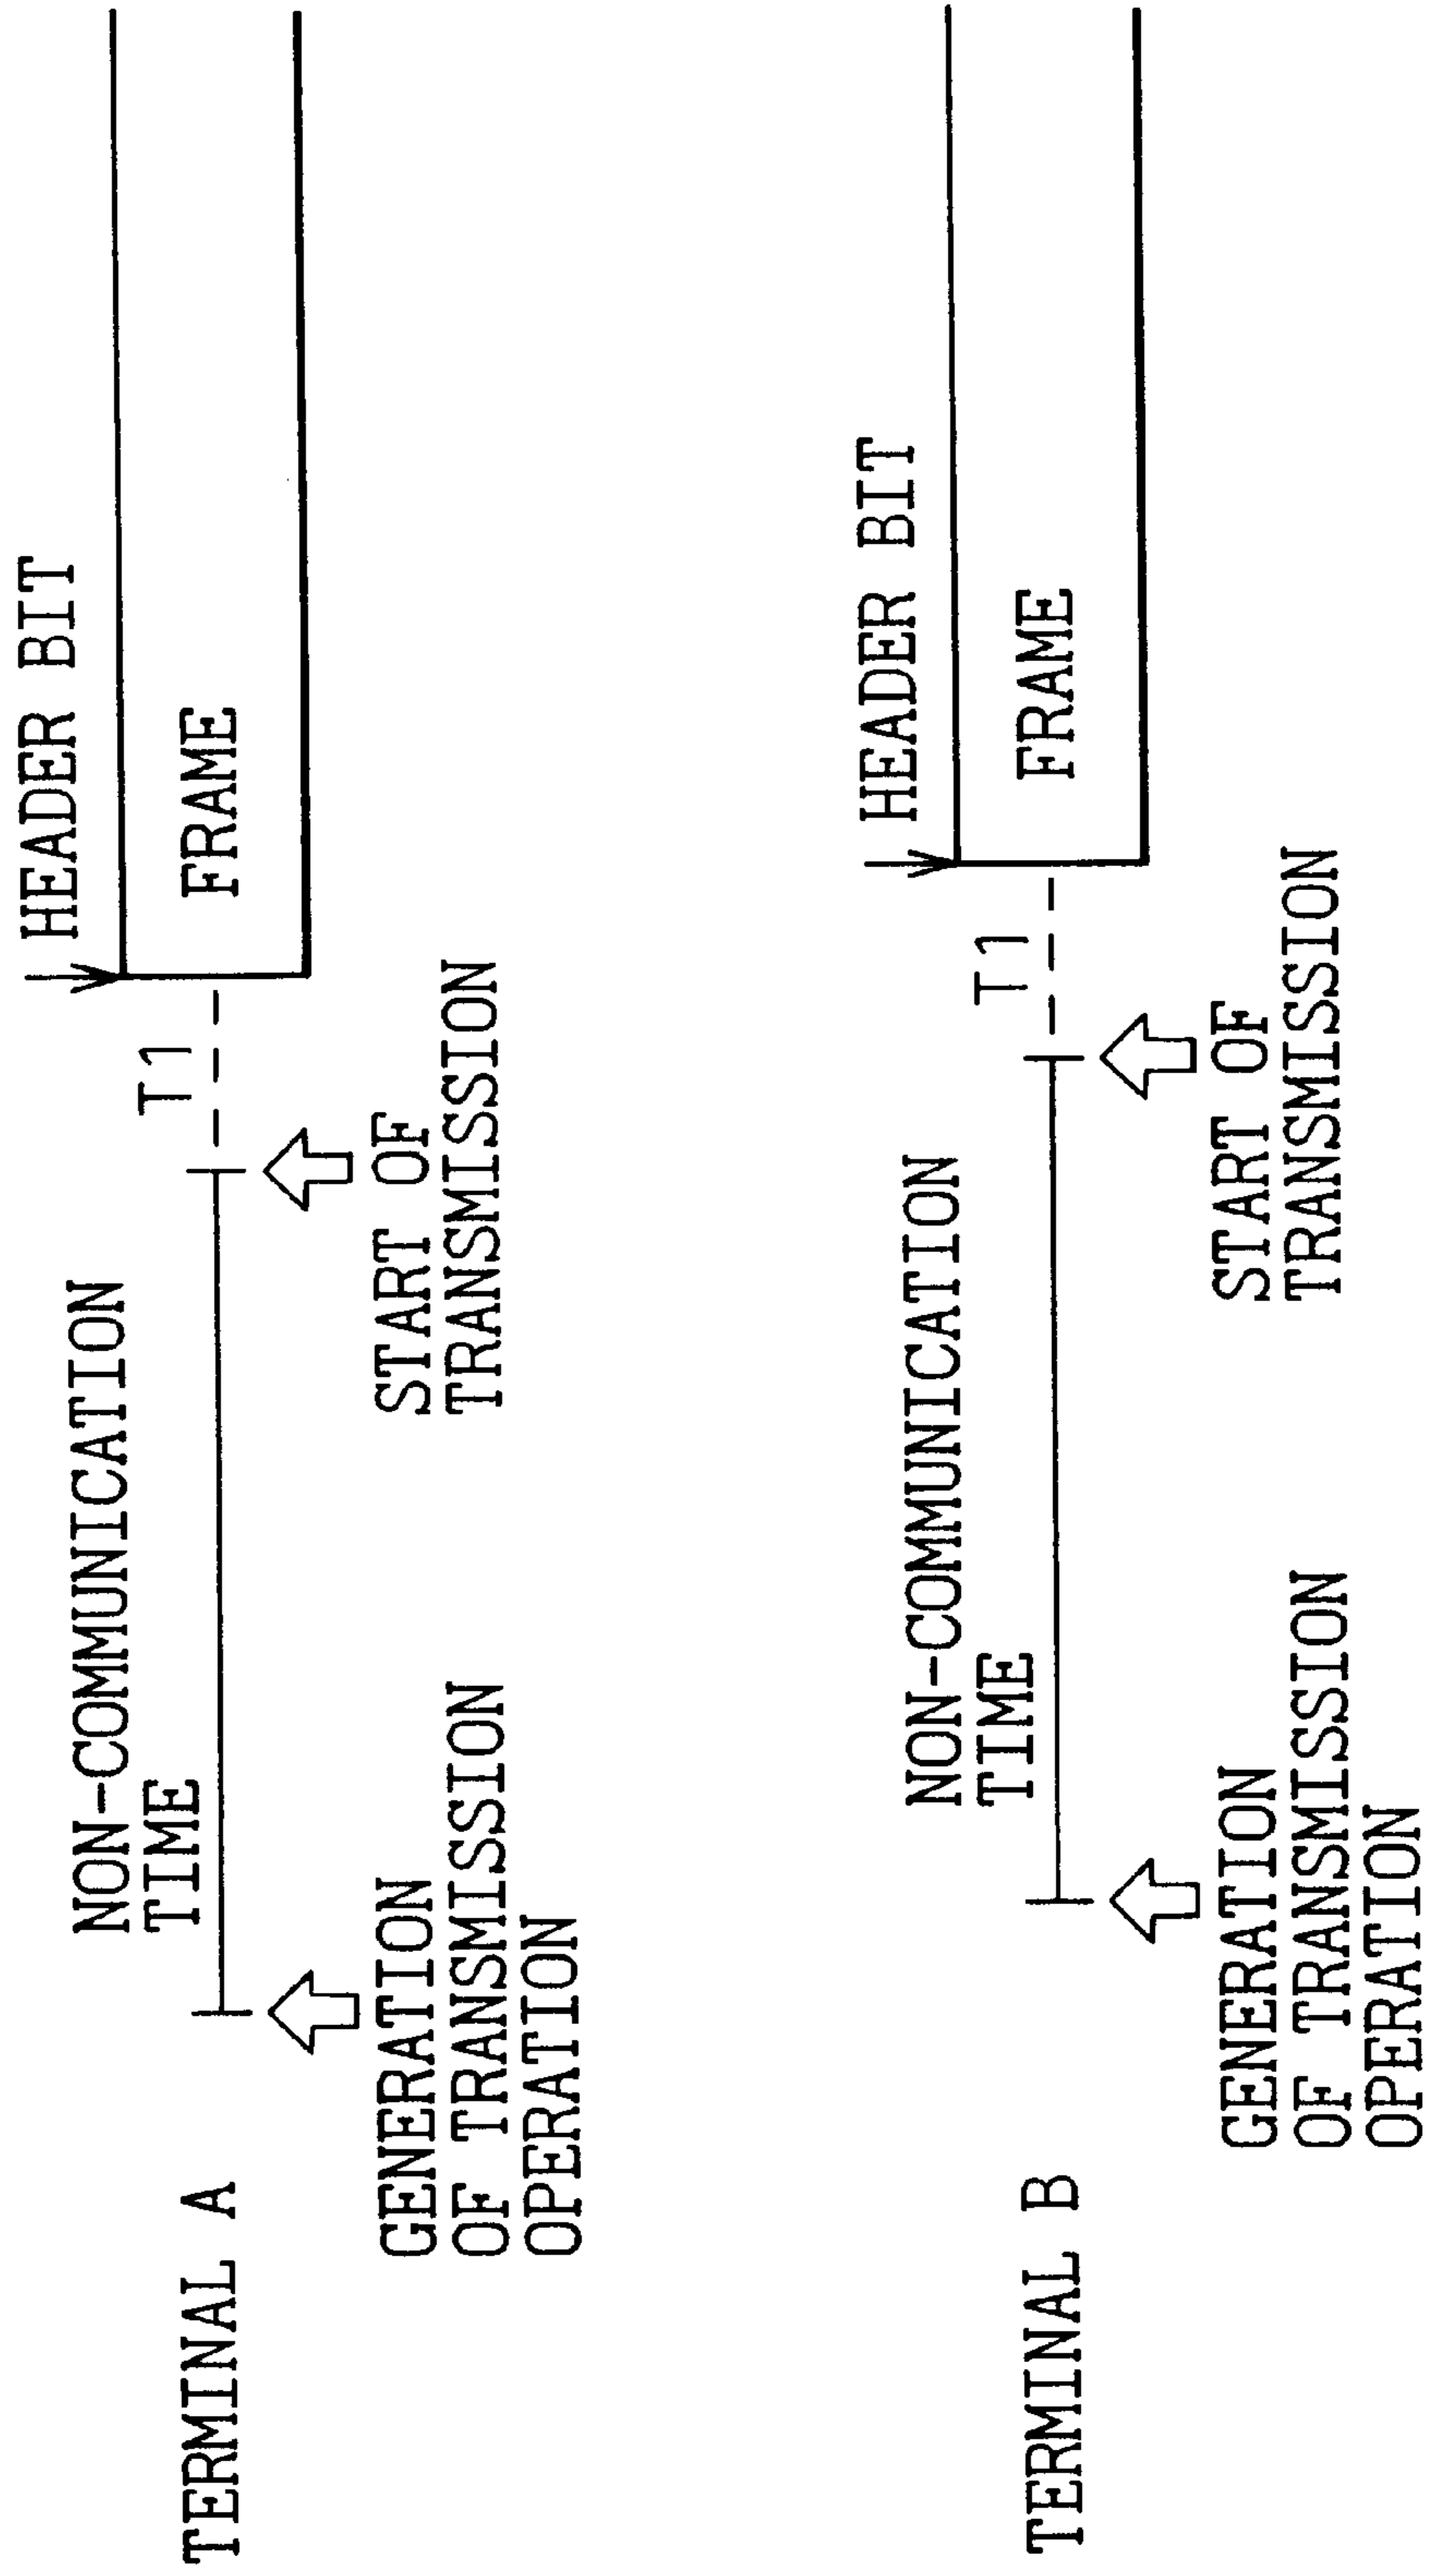 TERMINAL A
NON-COMMUNICATION
TIME
T1
HEADER BIT
FRAME
GENERATION
OF TRANSMISSION
OPERATION
START OF
TRANSMISSION
TERMINAL B
NON-COMMUNICATION
TIME
T1
HEADER BIT
FRAME
GENERATION
OF TRANSMISSION
OPERATION
START OF
TRANSMISSION